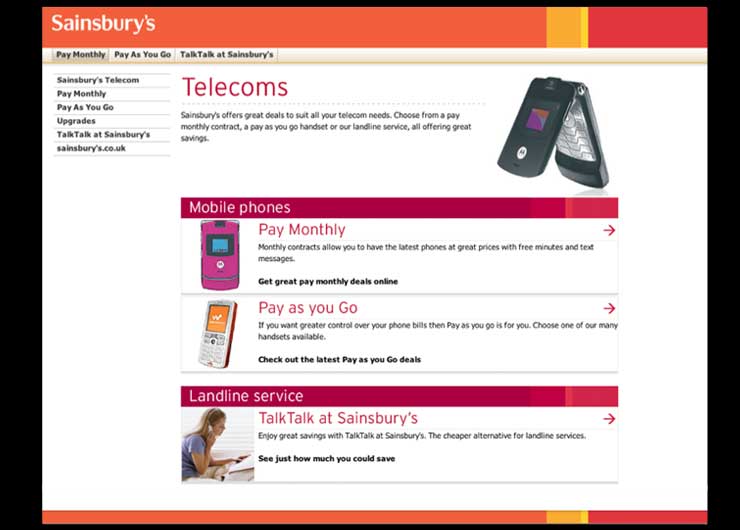 Sainsbury's
Pay Monthly Pay As You Go TalkTalk at Sainsbury's
Sainsbury's Telecom
Pay Monthly
Pay As You Go
Upgrades
TalkTalk at Sainsbury's
sainsbury's.co.uk
Telecoms
Sainsbury's offers great deals to suit all your telecom needs. Choose from a pay
monthly contract, a pay as you go handset or our landline service, all offering great
savings.
Mobile phones
Pay Monthly
Monthly contracts allow you to have the latest phones at great prices with free minutes and text
messages.
Get great pay monthly deals online
Pay as you Go
If you want greater control over your phone bills then Pay as you go is for you. Choose one of our many
handsets available.
Check out the latest Pay as you Go deals
Landline service
TalkTalk at Sainsbury's
Enjoy great savings with TalkTalk at Sainsbury's. The cheaper alternative for landline services.
See just how much you could save